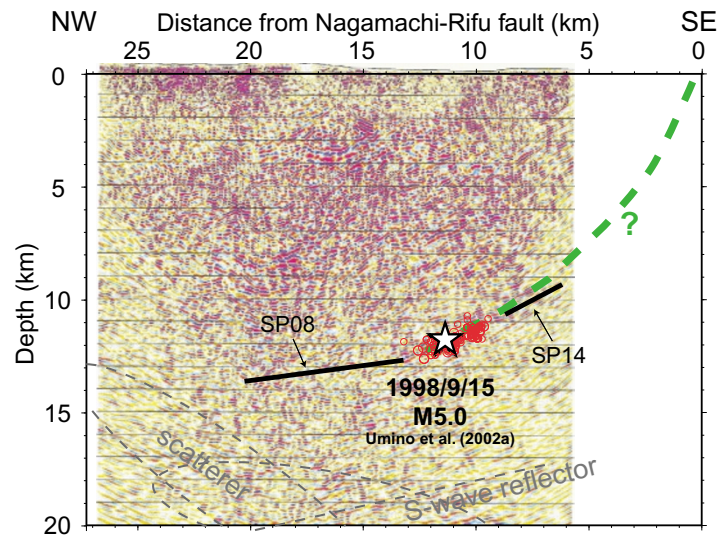 NW Distance from Nagamachi-Rifu fault (km) SE
25 20 15 10 5 0
0
5
10
15
20
Depth (km)
?
SP08
SP14
1998/9/15
M5.0
Umino et al. (2002a)
scatterer
S-wave reflector